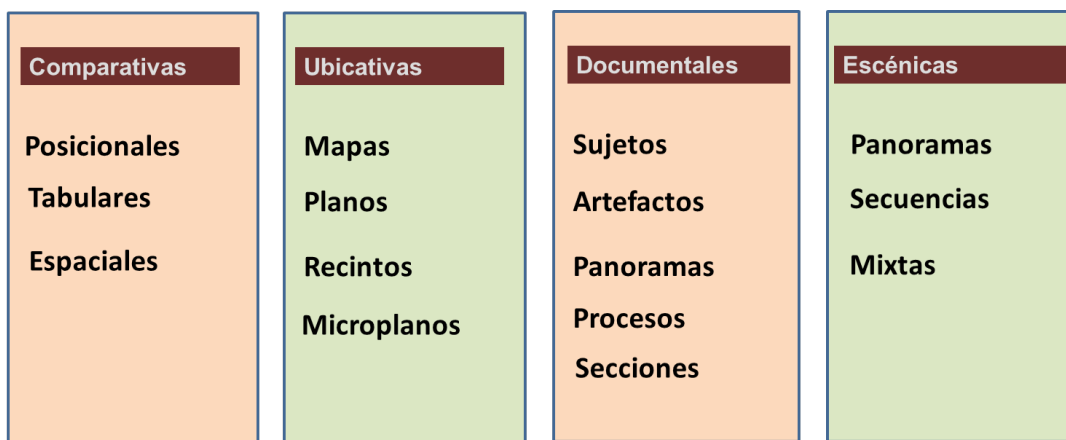 Comparativas
Posicionales
Tabulares
Espaciales
Ubicativas
Mapas
Planos
Recintos
Microplanos
Documentales
Sujetos
Artefactos
Panoramas
Procesos
Secciones
Escénicas
Panoramas
Secuencias
Mixtas